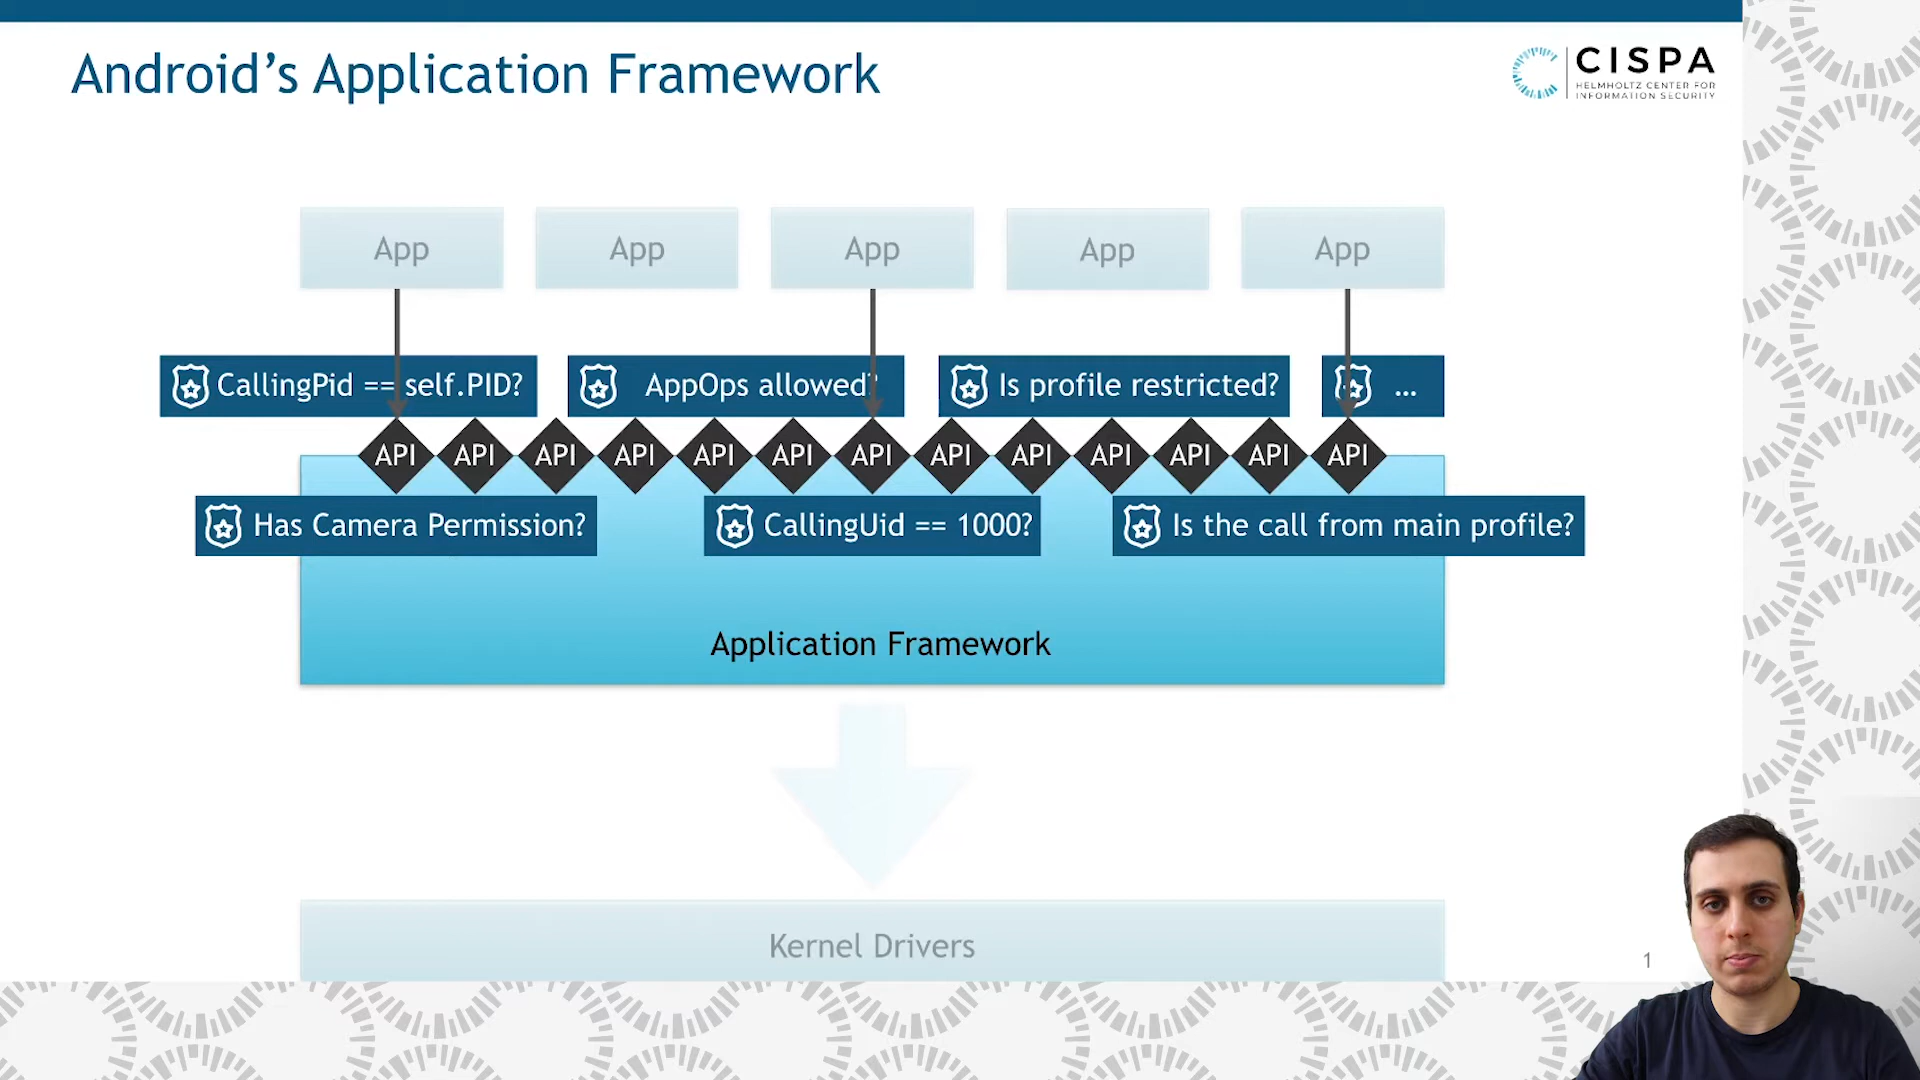 Android’s Application Framework
CISPA
HELMHOLTZ CENTER FOR
INFORMATION SECURITY
App App App App App
CallingPid == self.PID? AppOps allowed? Is profile restricted? ...
API API API API API API API API API API API API API
Has Camera Permission? CallingUid == 1000? Is the call from main profile?
Application Framework
Kernel Drivers
1